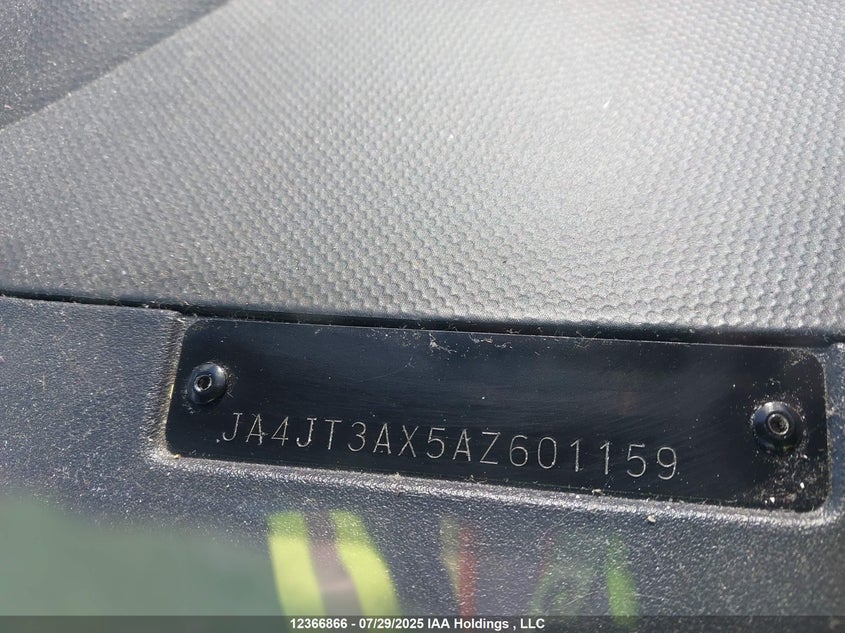 JA4JT3AX5AZ601159
12366866 - 07/29/2025 IAA Holdings , LLC